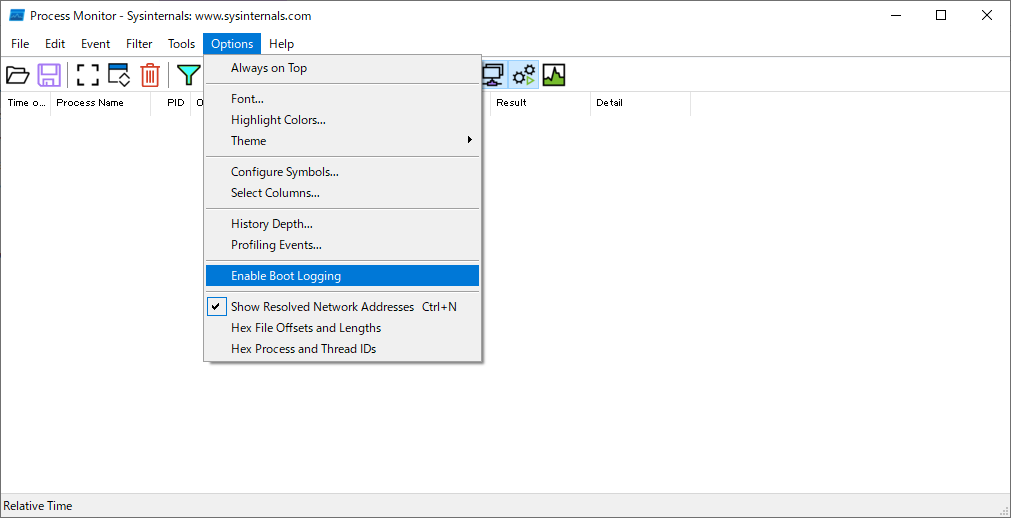 Process Monitor - Sysinternals: www.sysinternals.com
File Edit Event Filter Tools Options Help
Time o... Process Name PID O Result Detail
Always on Top
Font...
Highlight Colors...
Theme
Configure Symbols...
Select Columns...
History Depth...
Profiling Events...
Enable Boot Logging
Show Resolved Network Addresses Ctrl+N
Hex File Offsets and Lengths
Hex Process and Thread IDs
Relative Time